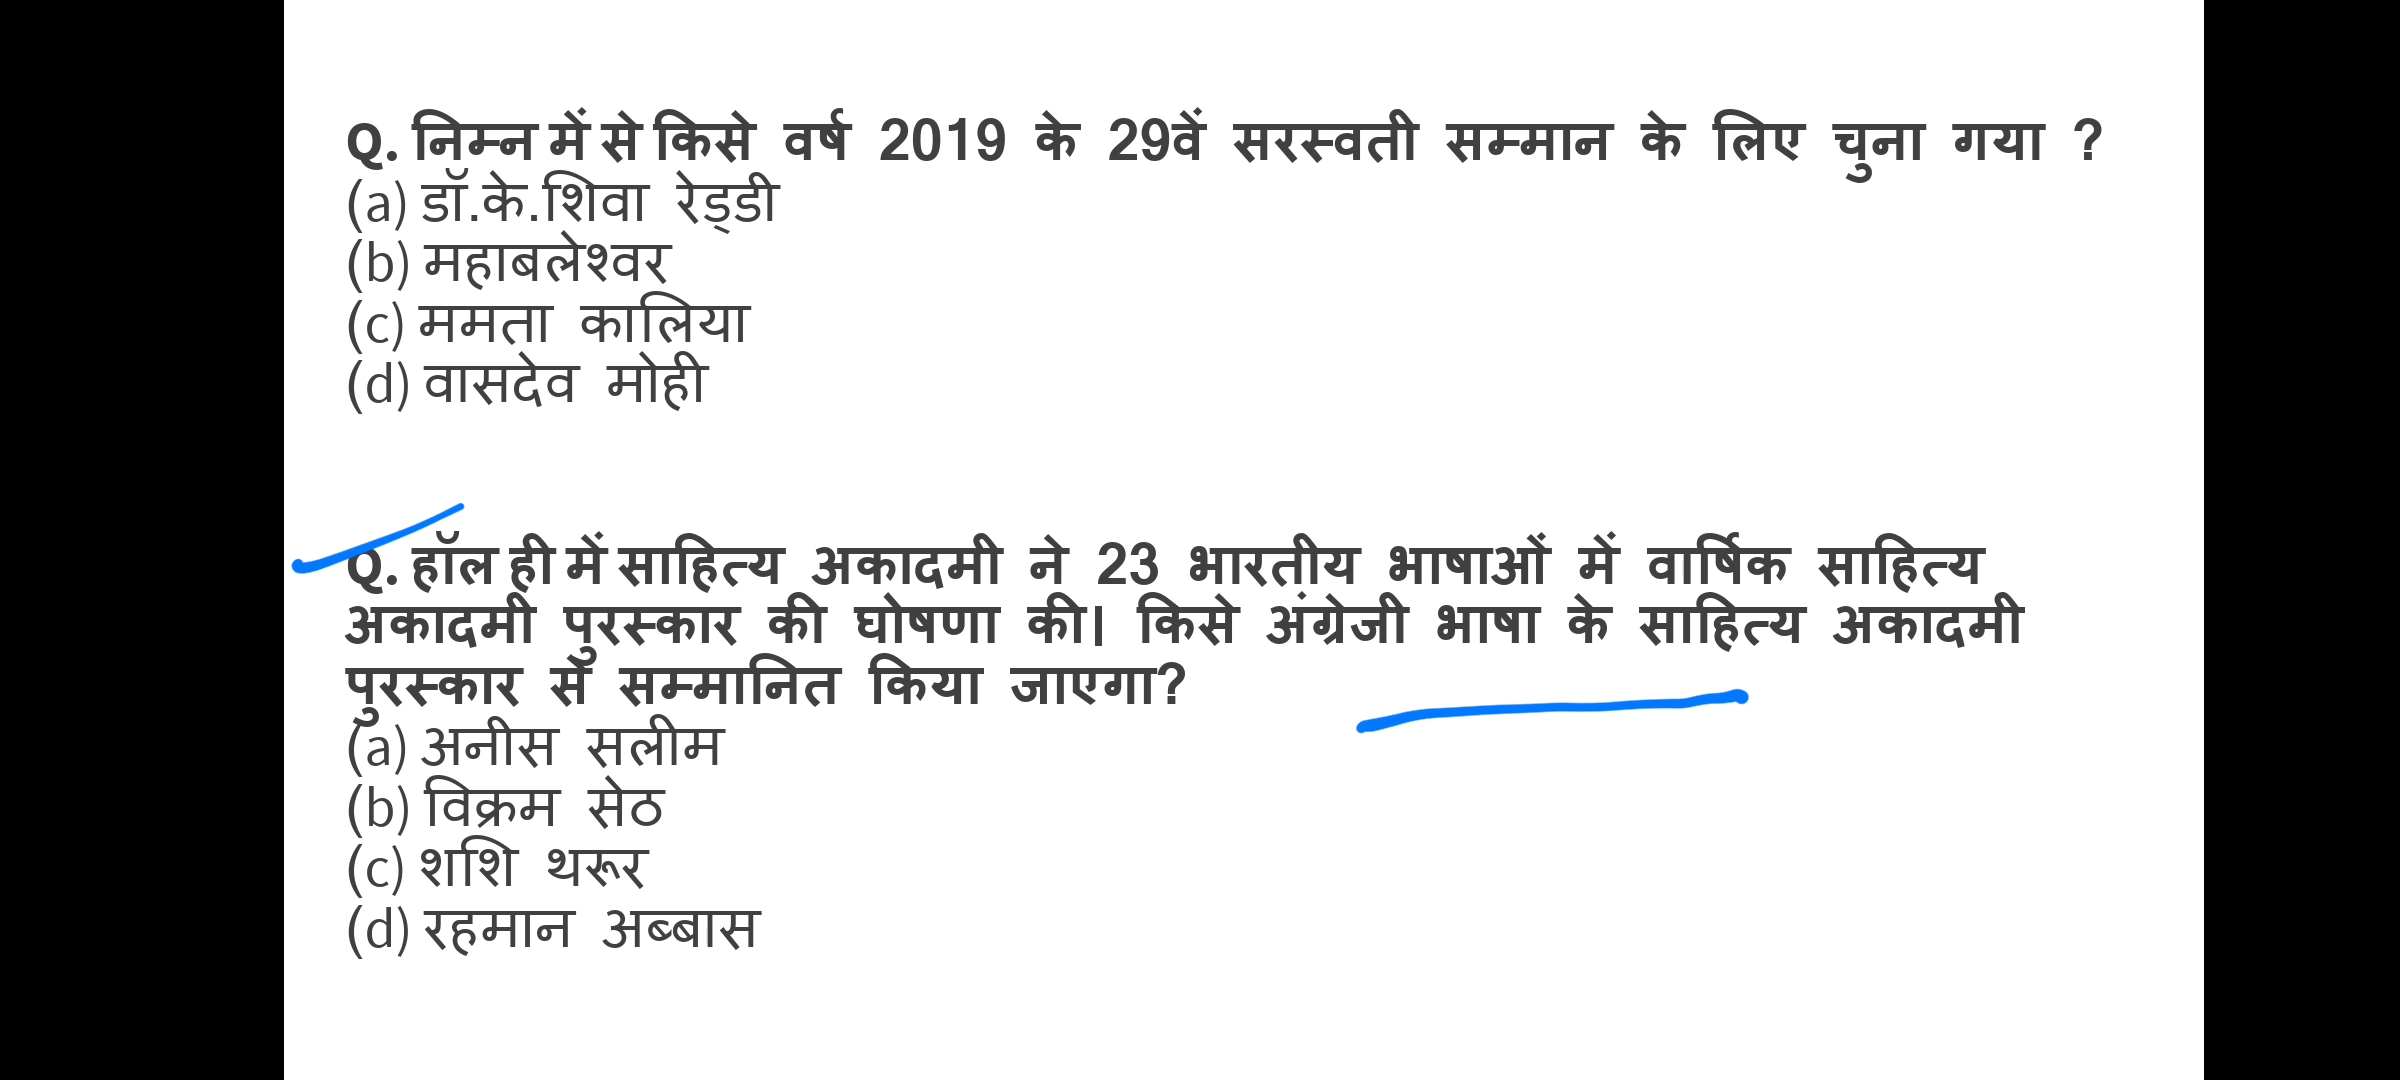 Q. निम्न में से किसे वर्ष 2019 के 29वें सरस्वती सम्मान के लिए चुना गया ?
(a) डॉ.के.शिवा रेड्डी
(b) महाबलेश्वर
(c) ममता कालिया
(d) वासदेव मोही
Q. हॉल ही में साहित्य अकादमी ने 23 भारतीय भाषाओं में वार्षिक साहित्य
अकादमी पुरस्कार की घोषणा की। किसे अंग्रेजी भाषा के साहित्य अकादमी
पुरस्कार से सम्मानित किया जाएगा?
(a) अनीस सलीम
(b) विक्रम सेठ
(c) शशि थरूर
(d) रहमान अब्बास